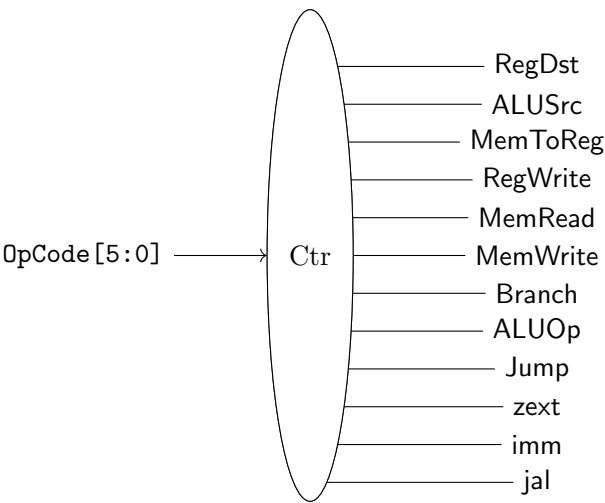 OpCode[5:0]
Ctr
RegDst
ALUSrc
MemToReg
RegWrite
MemRead
MemWrite
Branch
ALUOp
Jump
zext
imm
jal